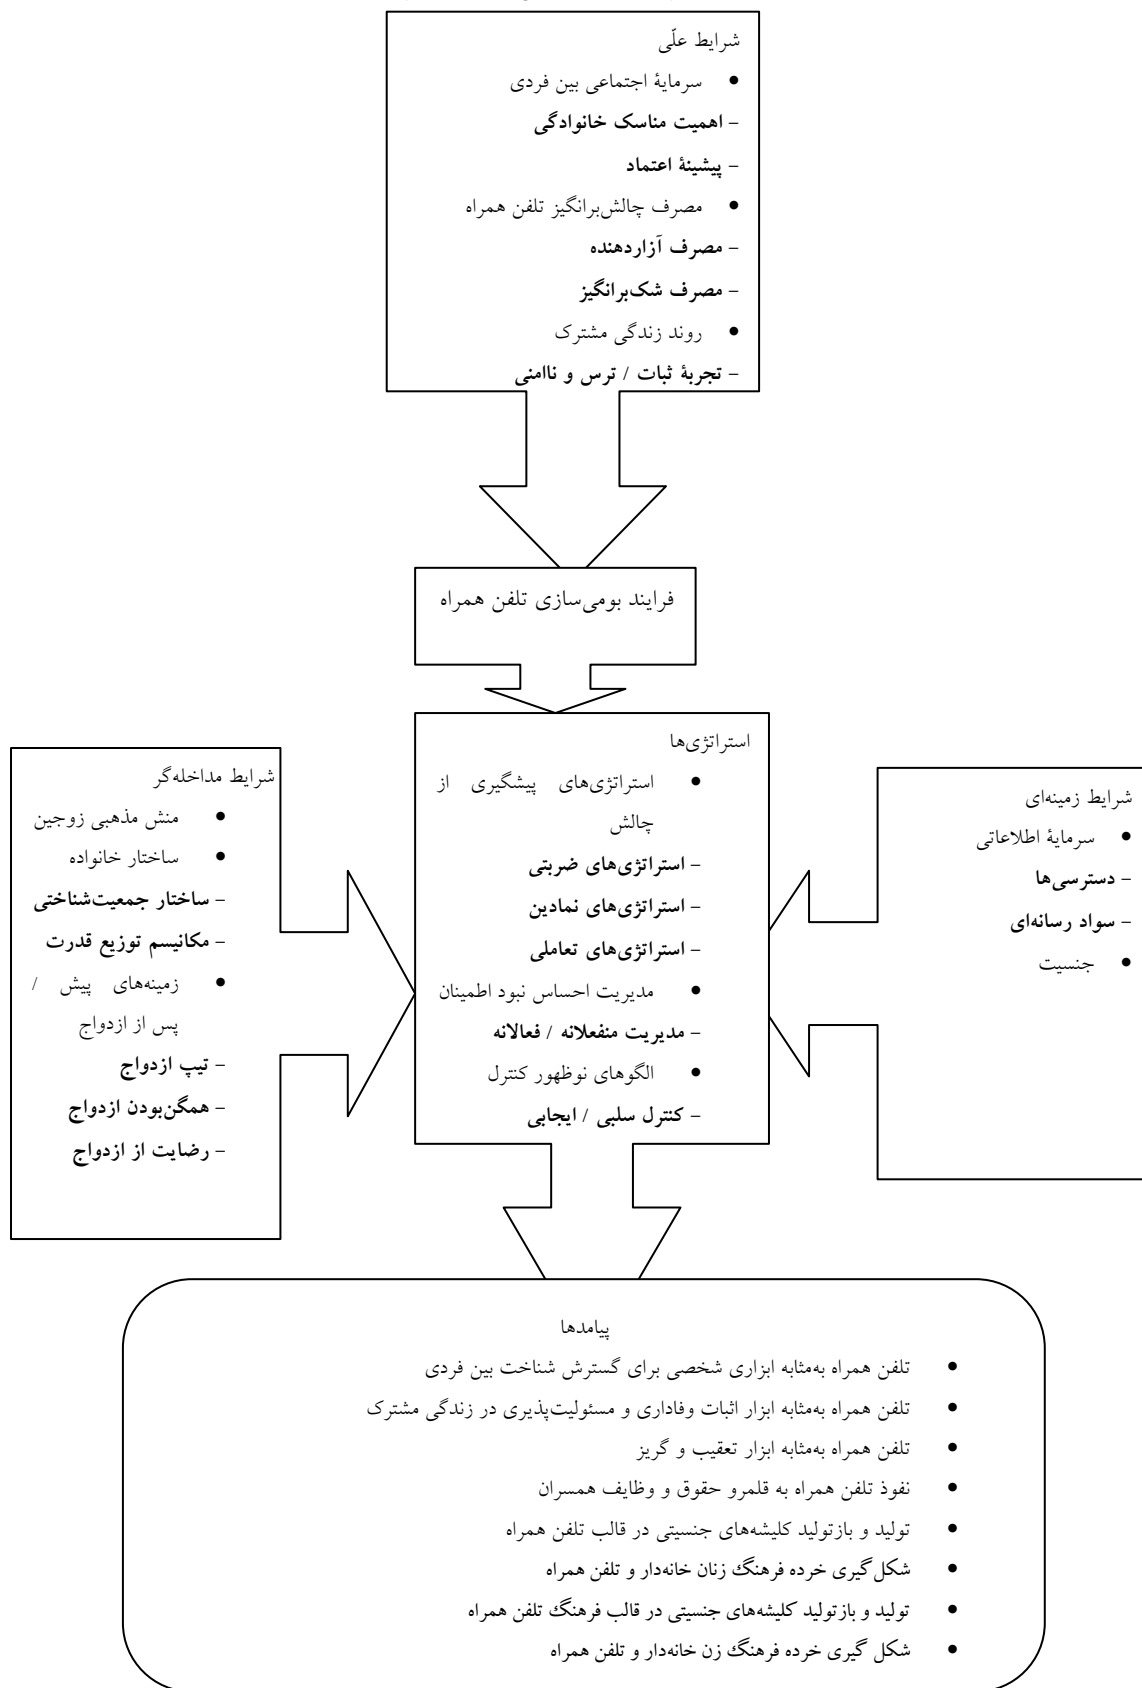 شرایط علّی
• سرمایهٔ اجتماعی بین فردی
– اهمیت مناسک خانوادگی
– پیشینهٔ اعتماد
• مصرف چالش‌برانگیز تلفن همراه
– مصرف آزاردهنده
– مصرف شک‌برانگیز
• روند زندگی مشترک
– تجربهٔ ثبات / ترس و ناامنی
فرایند بومی‌سازی تلفن همراه
شرایط زمینه‌ای
• سرمایهٔ اطلاعاتی
– دسترسی‌ها
– سواد رسانه‌ای
• جنسیت
استراتژی‌ها
• استراتژی‌های پیشگیری از
چالش
– استراتژی‌های ضربتی
– استراتژی‌های نمادین
– استراتژی‌های تعاملی
• مدیریت احساس نبود اطمینان
– مدیریت منفعلانه / فعالانه
• الگوهای نوظهور کنترل
– کنترل سلبی / ایجابی
شرایط مداخله‌گر
• منش مذهبی زوجین
• ساختار خانواده
– ساختار جمعیت‌شناختی
– مکانیسم توزیع قدرت
• زمینه‌های پیش /
پس از ازدواج
– تیپ ازدواج
– همگن‌بودن ازدواج
– رضایت از ازدواج
پیامدها
• تلفن همراه به‌مثابه ابزاری شخصی برای گسترش شناخت بین فردی
• تلفن همراه به‌مثابه ابزار اثبات وفاداری و مسئولیت‌پذیری در زندگی مشترک
• تلفن همراه به‌مثابه ابزار تعقیب و گریز
• نفوذ تلفن همراه به قلمرو حقوق و وظایف همسران
• تولید و بازتولید کلیشه‌های جنسیتی در قالب تلفن همراه
• شکل‌گیری خرده فرهنگ زنان خانه‌دار و تلفن همراه
• تولید و بازتولید کلیشه‌های جنسیتی در قالب فرهنگ تلفن همراه
• شکل گیری خرده فرهنگ زن خانه‌دار و تلفن همراه